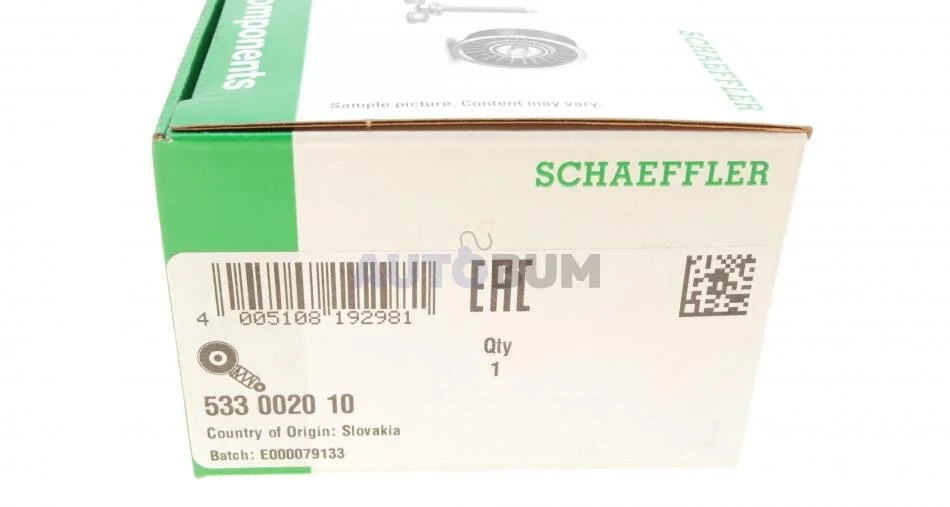 omponents
Sample picture. Content may vary.
SCHAEFFLER
SCHAEFFLER
AUTOBUM
EAC
4 005108 192981
Qty
1
533 0020 10
Country of Origin: Slovakia
Batch: E000079133